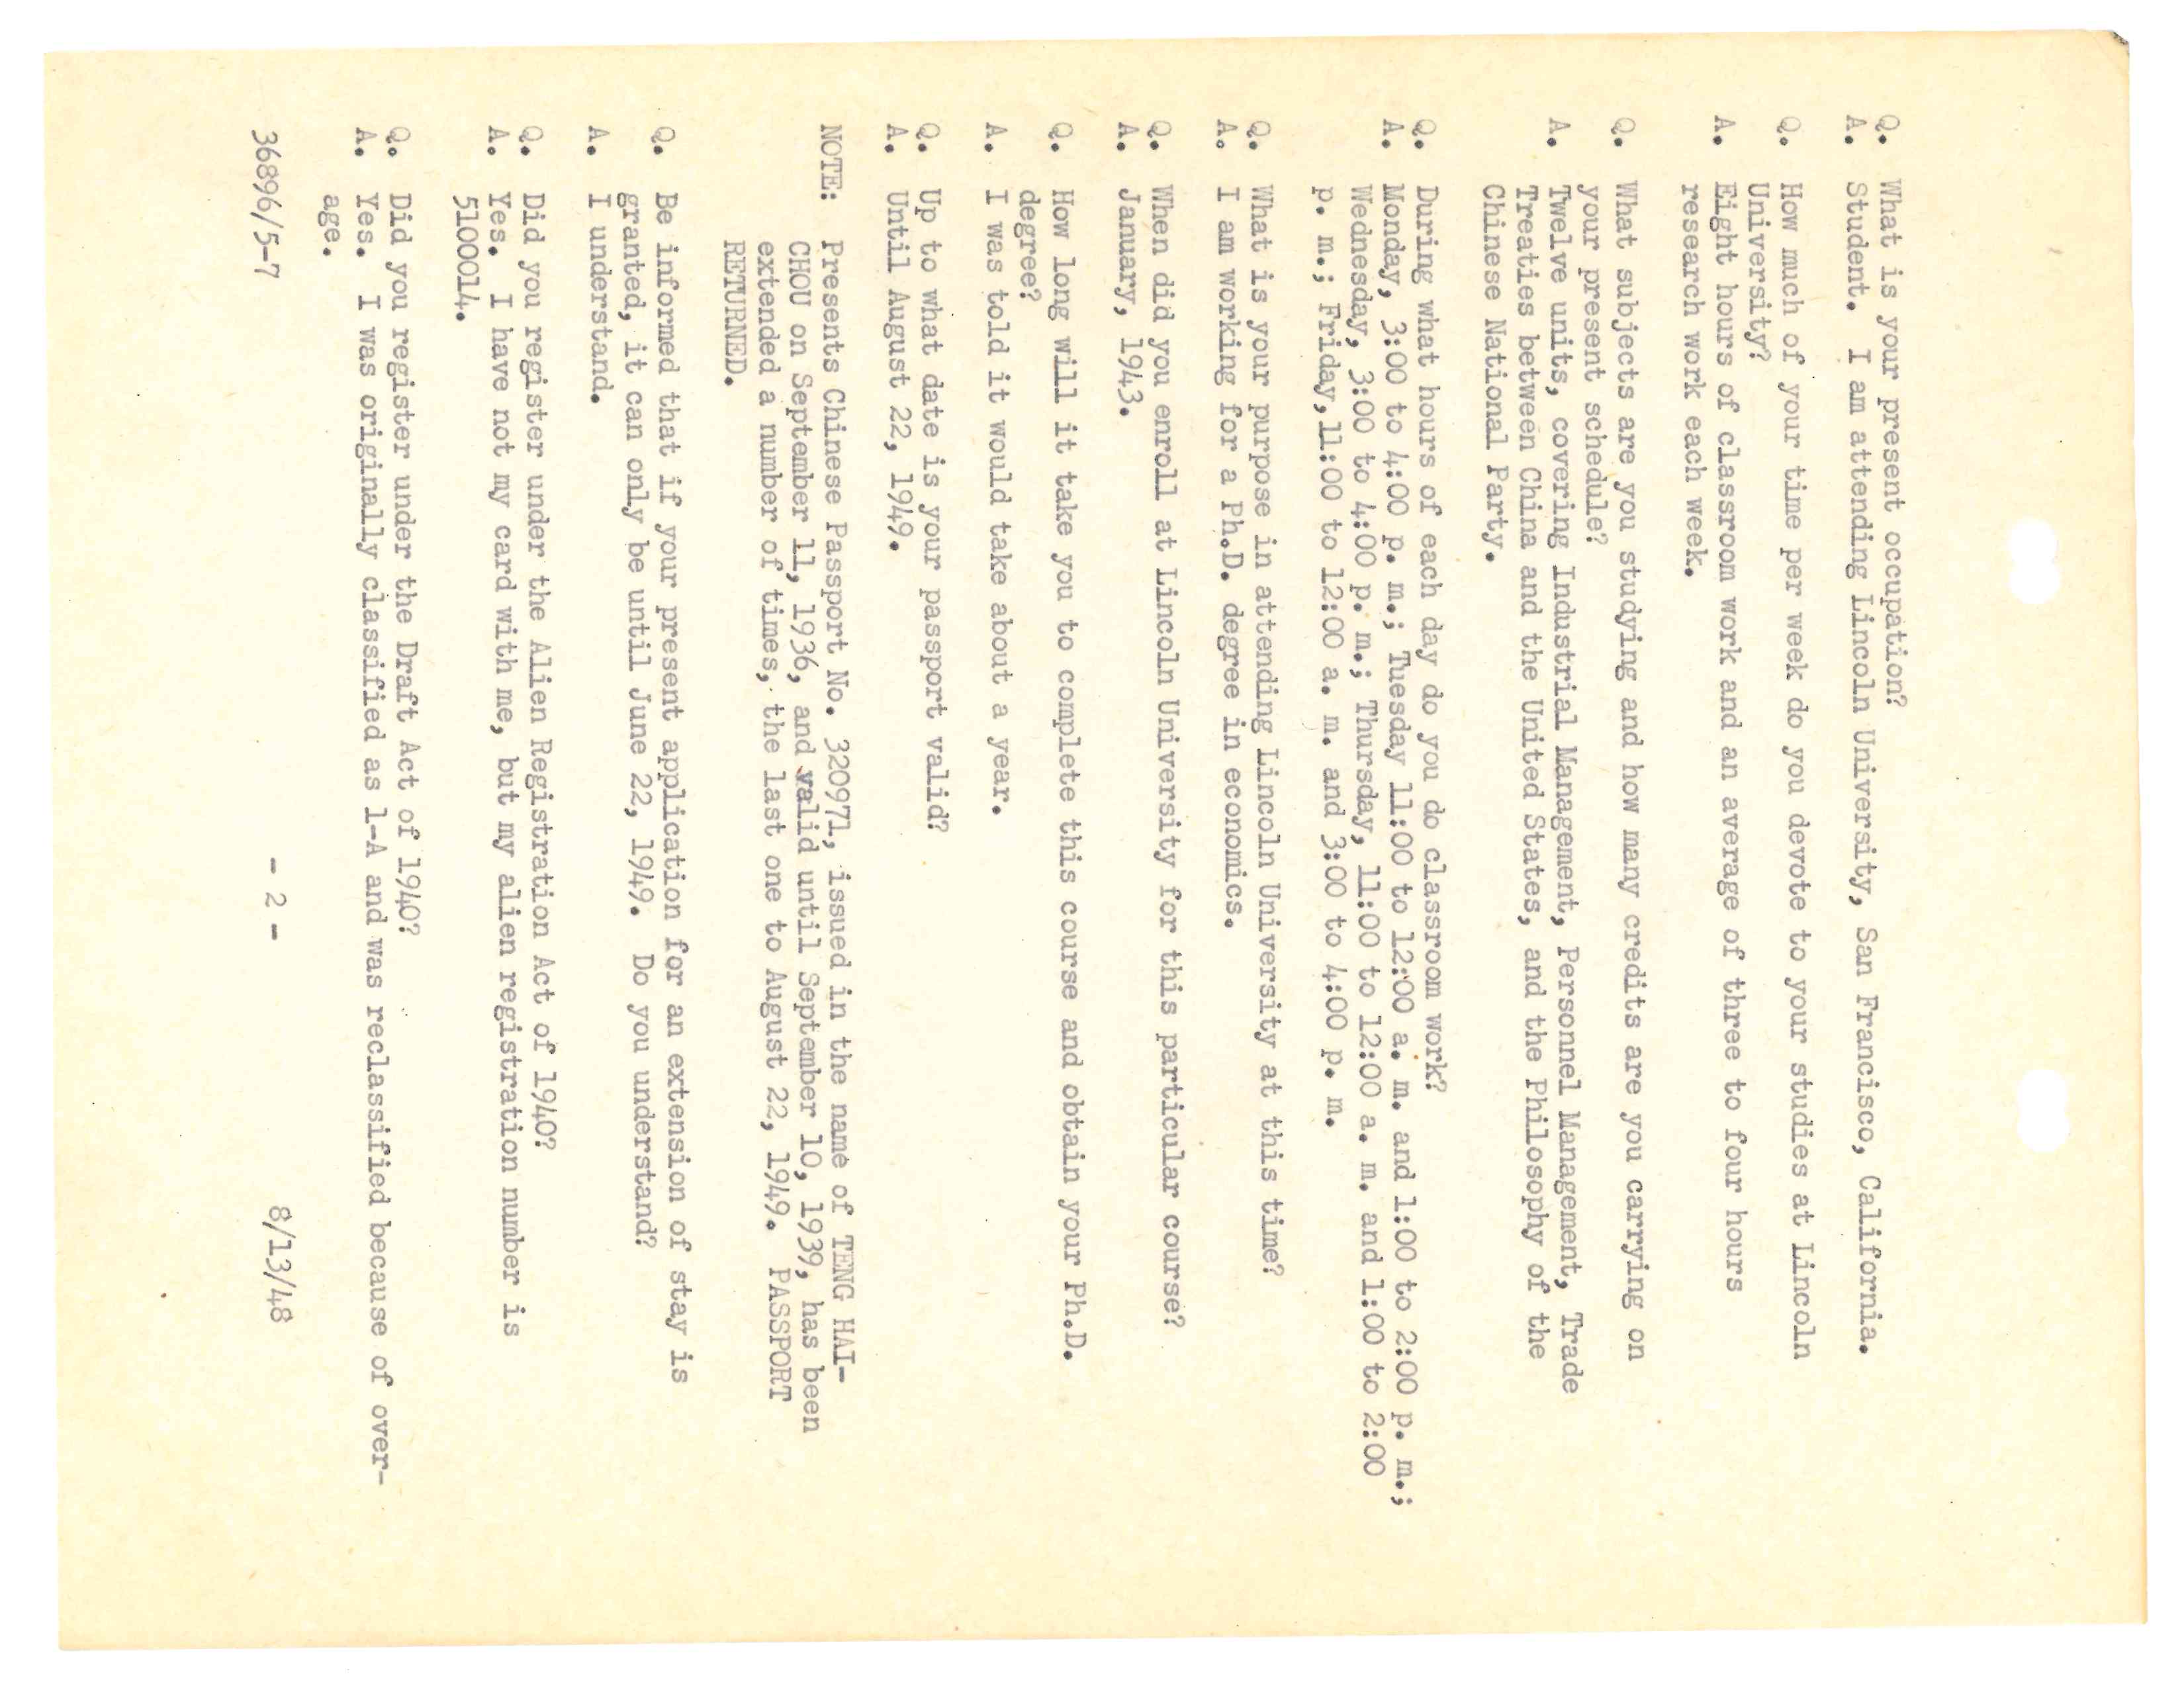 Q. What is your present occupation?
A. Student. I am attending Lincoln University, San Francisco, California.
Q. How much of your time per week do you devote to your studies at Lincoln
University?
A. Eight hours of classroom work and an average of three to four hours
research work each week.
Q. What subjects are you studying and how many credits are you carrying on
your present schedule?
A. Twelve units, covering Industrial Management, Personnel Management, Trade
Treaties between China and the United States, and the Philosophy of the
Chinese National Party.
Q. During what hours of each day do you do classroom work?
A. Monday, 3:00 to 4:00 p. m.; Tuesday 11:00 to 12:00 a. m. and 1:00 to 2:00 p. m.;
Wednesday, 3:00 to 4:00 p. m.; Thursday, 11:00 to 12:00 a. m. and 1:00 to 2:00
p. m.; Friday, 11:00 to 12:00 a. m. and 3:00 to 4:00 p. m.
Q. What is your purpose in attending Lincoln University at this time?
A. I am working for a Ph.D. degree in economics.
Q. When did you enroll at Lincoln University for this particular course?
A. January, 1943.
Q. How long will it take you to complete this course and obtain your Ph.D.
degree?
A. I was told it would take about a year.
Q. Up to what date is your passport valid?
A. Until August 22, 1949.
NOTE: Presents Chinese Passport No. 320971, issued in the name of TENG HAI-
CHOU on September 11, 1936, and valid until September 10, 1939, has been
extended a number of times, the last one to August 22, 1949. PASSPORT
RETURNED.
Q. Be informed that if your present application for an extension of stay is
granted, it can only be until June 22, 1949. Do you understand?
A. I understand.
Q. Did you register under the Alien Registration Act of 1940?
A. Yes. I have not my card with me, but my alien registration number is
5100014.
Q. Did you register under the Draft Act of 1940?
A. Yes. I was originally classified as 1-A and was reclassified because of over-
age.
36896/5-7 - 2 - 8/13/48